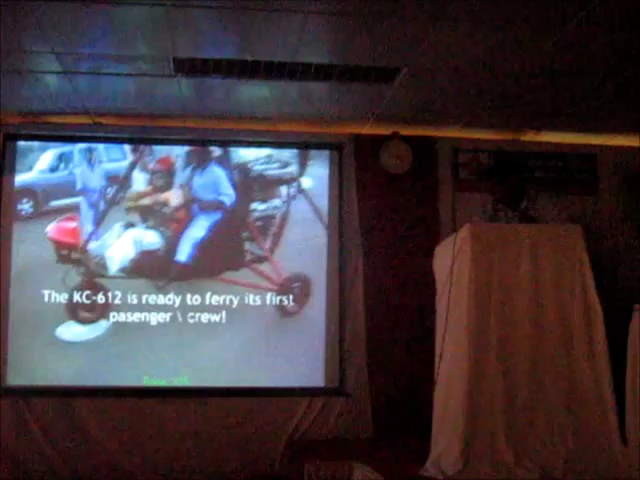 The KC-612 is ready to ferry its first
pasenger \ crew!